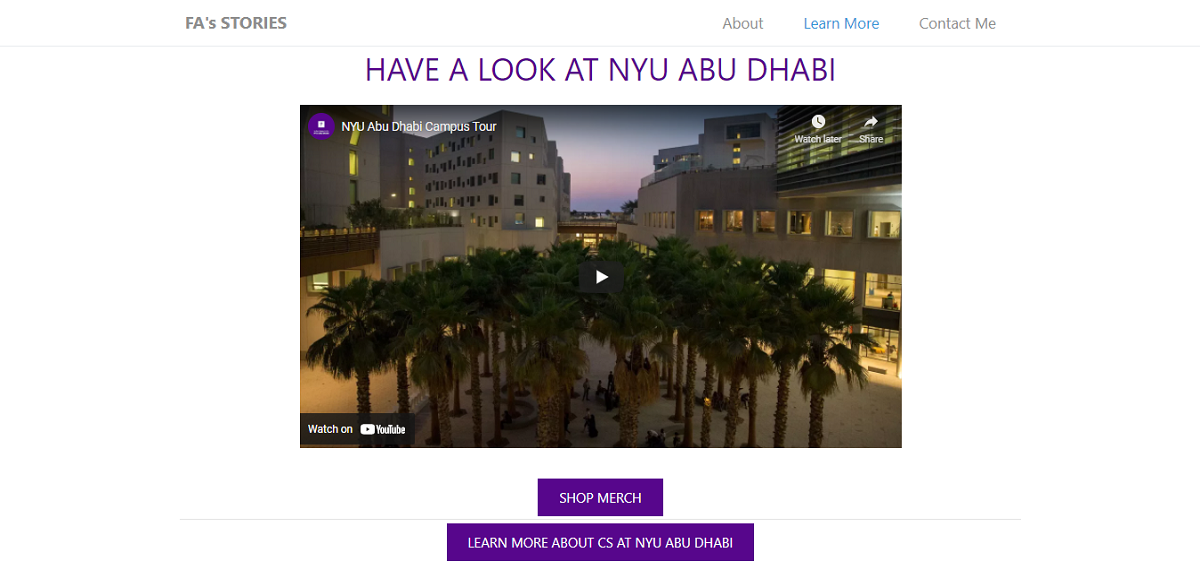 FA's STORIES About Learn More Contact Me
HAVE A LOOK AT NYU ABU DHABI
NYU Abu Dhabi Campus Tour
Watch later Share
Watch on YouTube
SHOP MERCH
LEARN MORE ABOUT CS AT NYU ABU DHABI